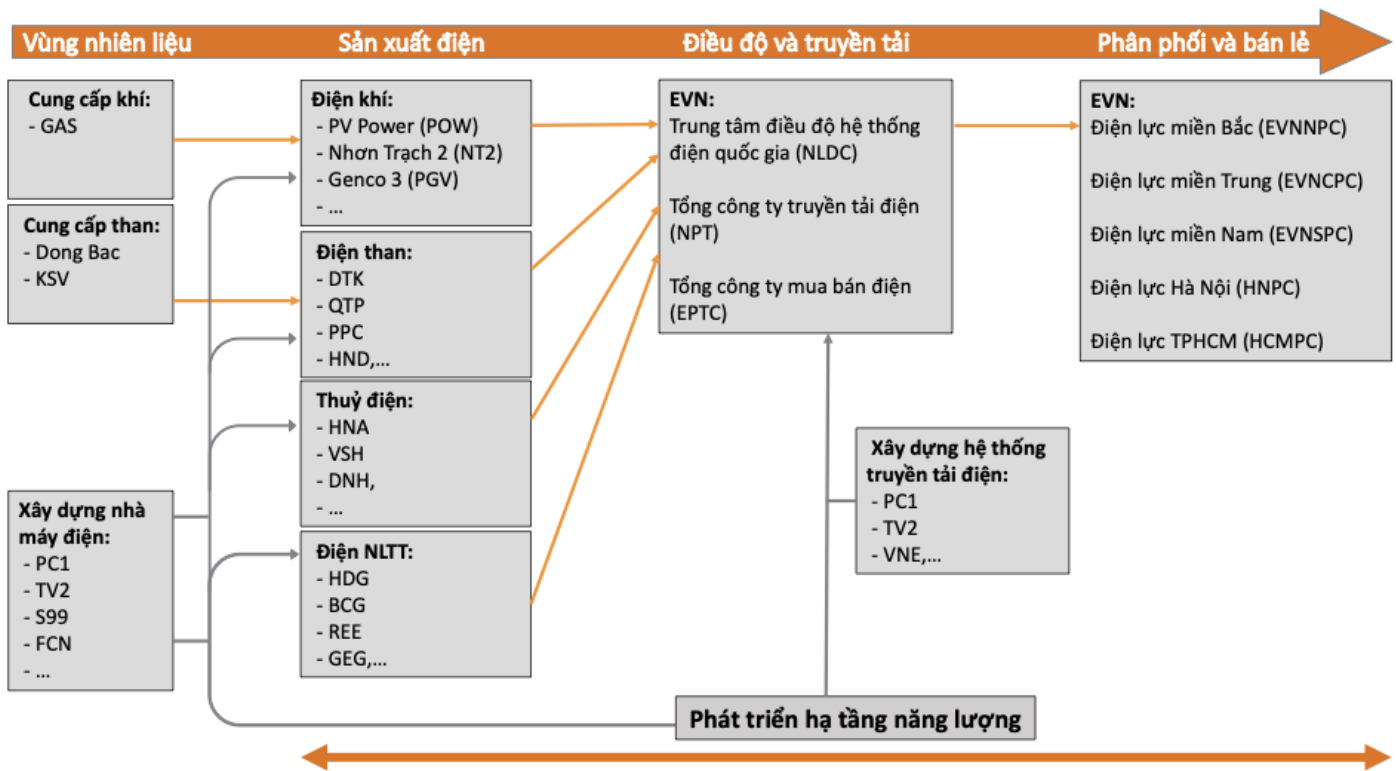 Vùng nhiên liệu
Sản xuất điện
Điều độ và truyền tải
Phân phối và bán lẻ
Cung cấp khí:
- GAS
Cung cấp than:
- Dong Bac
- KSV
Xây dựng nhà
máy điện:
- PC1
- TV2
- S99
- FCN
- ...
Điện khí:
- PV Power (POW)
- Nhơn Trạch 2 (NT2)
- Genco 3 (PGV)
- ...
Điện than:
- DTK
- QTP
- PPC
- HND,...
Thuỷ điện:
- HNA
- VSH
- DNH,
- ...
Điện NLTT:
- HDG
- BCG
- REE
- GEG,...
EVN:
Trung tâm điều độ hệ thống
điện quốc gia (NLDC)
Tổng công ty truyền tải điện
(NPT)
Tổng công ty mua bán điện
(EPTC)
Xây dựng hệ thống
truyền tải điện:
- PC1
- TV2
- VNE,...
EVN:
Điện lực miền Bắc (EVNNPC)
Điện lực miền Trung (EVNCPC)
Điện lực miền Nam (EVNSPC)
Điện lực Hà Nội (HNPC)
Điện lực TPHCM (HCMPC)
Phát triển hạ tầng năng lượng